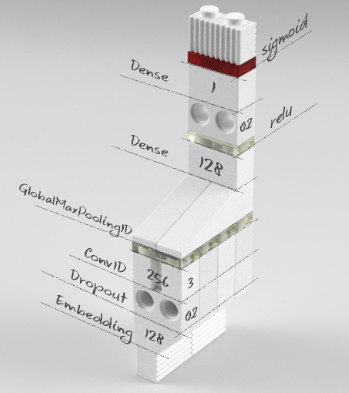 sigmoid
Dense
1
0.2
relu
Dense
128
GlobalMaxPooling1D
Conv1D
256
3
Dropout
0.2
Embedding
128